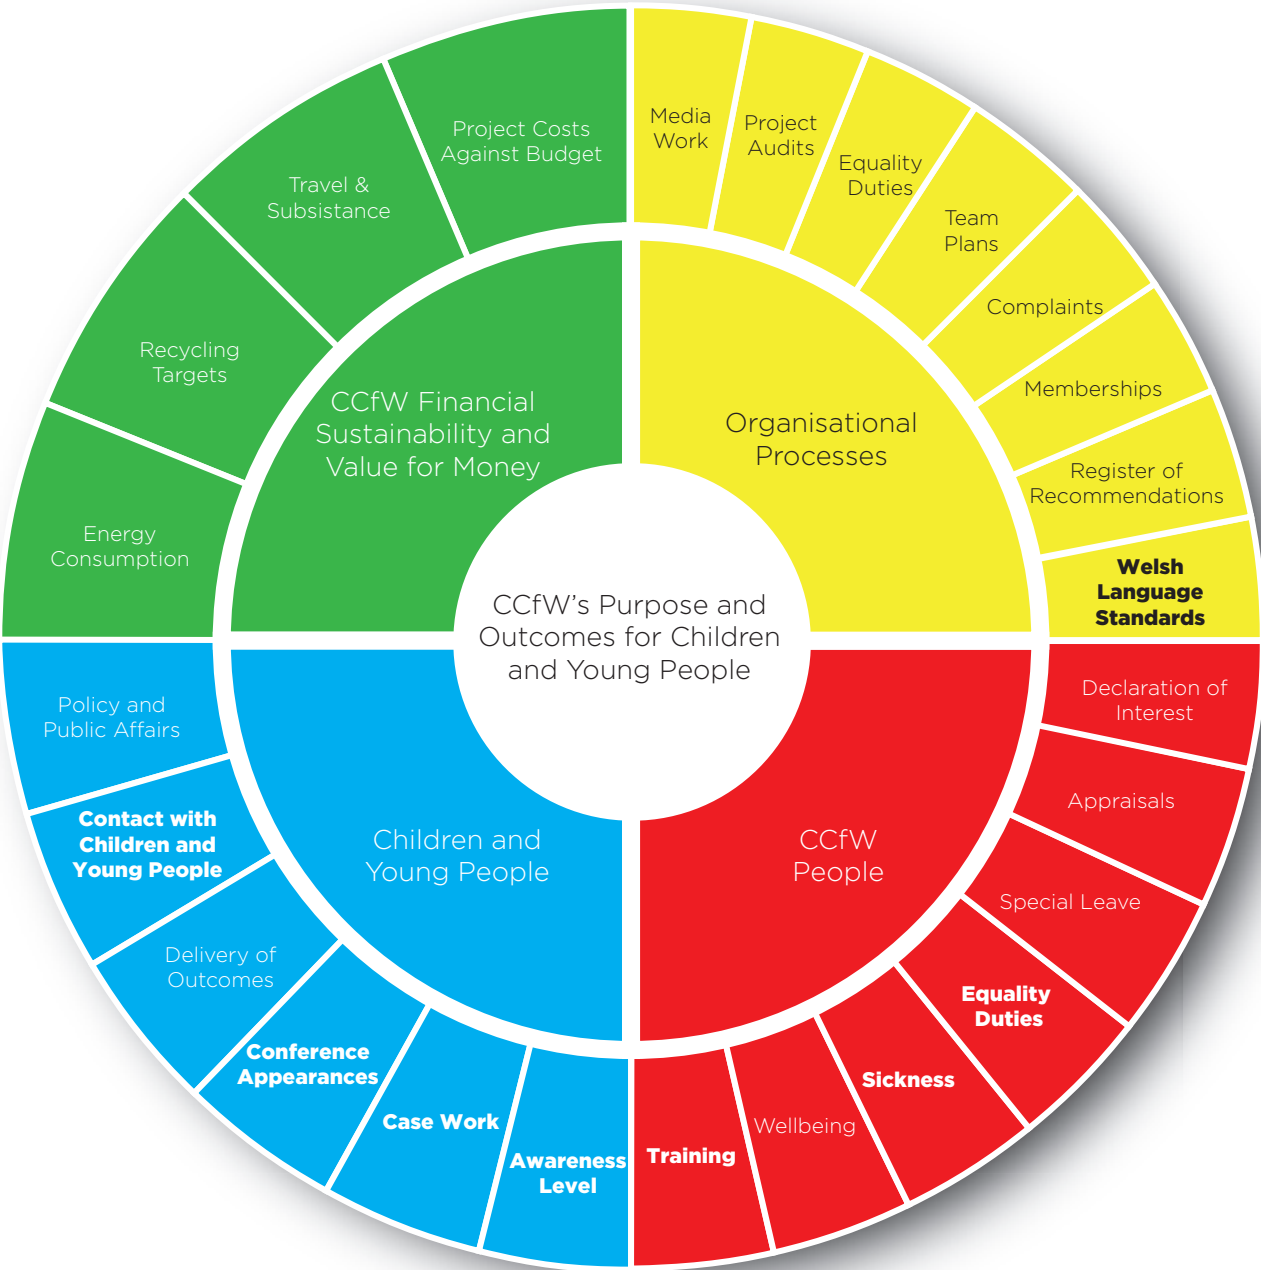 Project Costs
Against Budget
Travel &
Subsistance
Recycling
Targets
Energy
Consumption
CCfW Financial
Sustainability and
Value for Money
Media
Work
Project
Audits
Equality
Duties
Team
Plans
Complaints
Memberships
Register of
Recommendations
Welsh
Language
Standards
Organisational
Processes
CCfW's Purpose and
Outcomes for Children
and Young People
Policy and
Public Affairs
Contact with
Children and
Young People
Delivery of
Outcomes
Conference
Appearances
Case Work
Awareness
Level
Children and
Young People
CCfW
People
Declaration of
Interest
Appraisals
Special Leave
Equality
Duties
Sickness
Wellbeing
Training